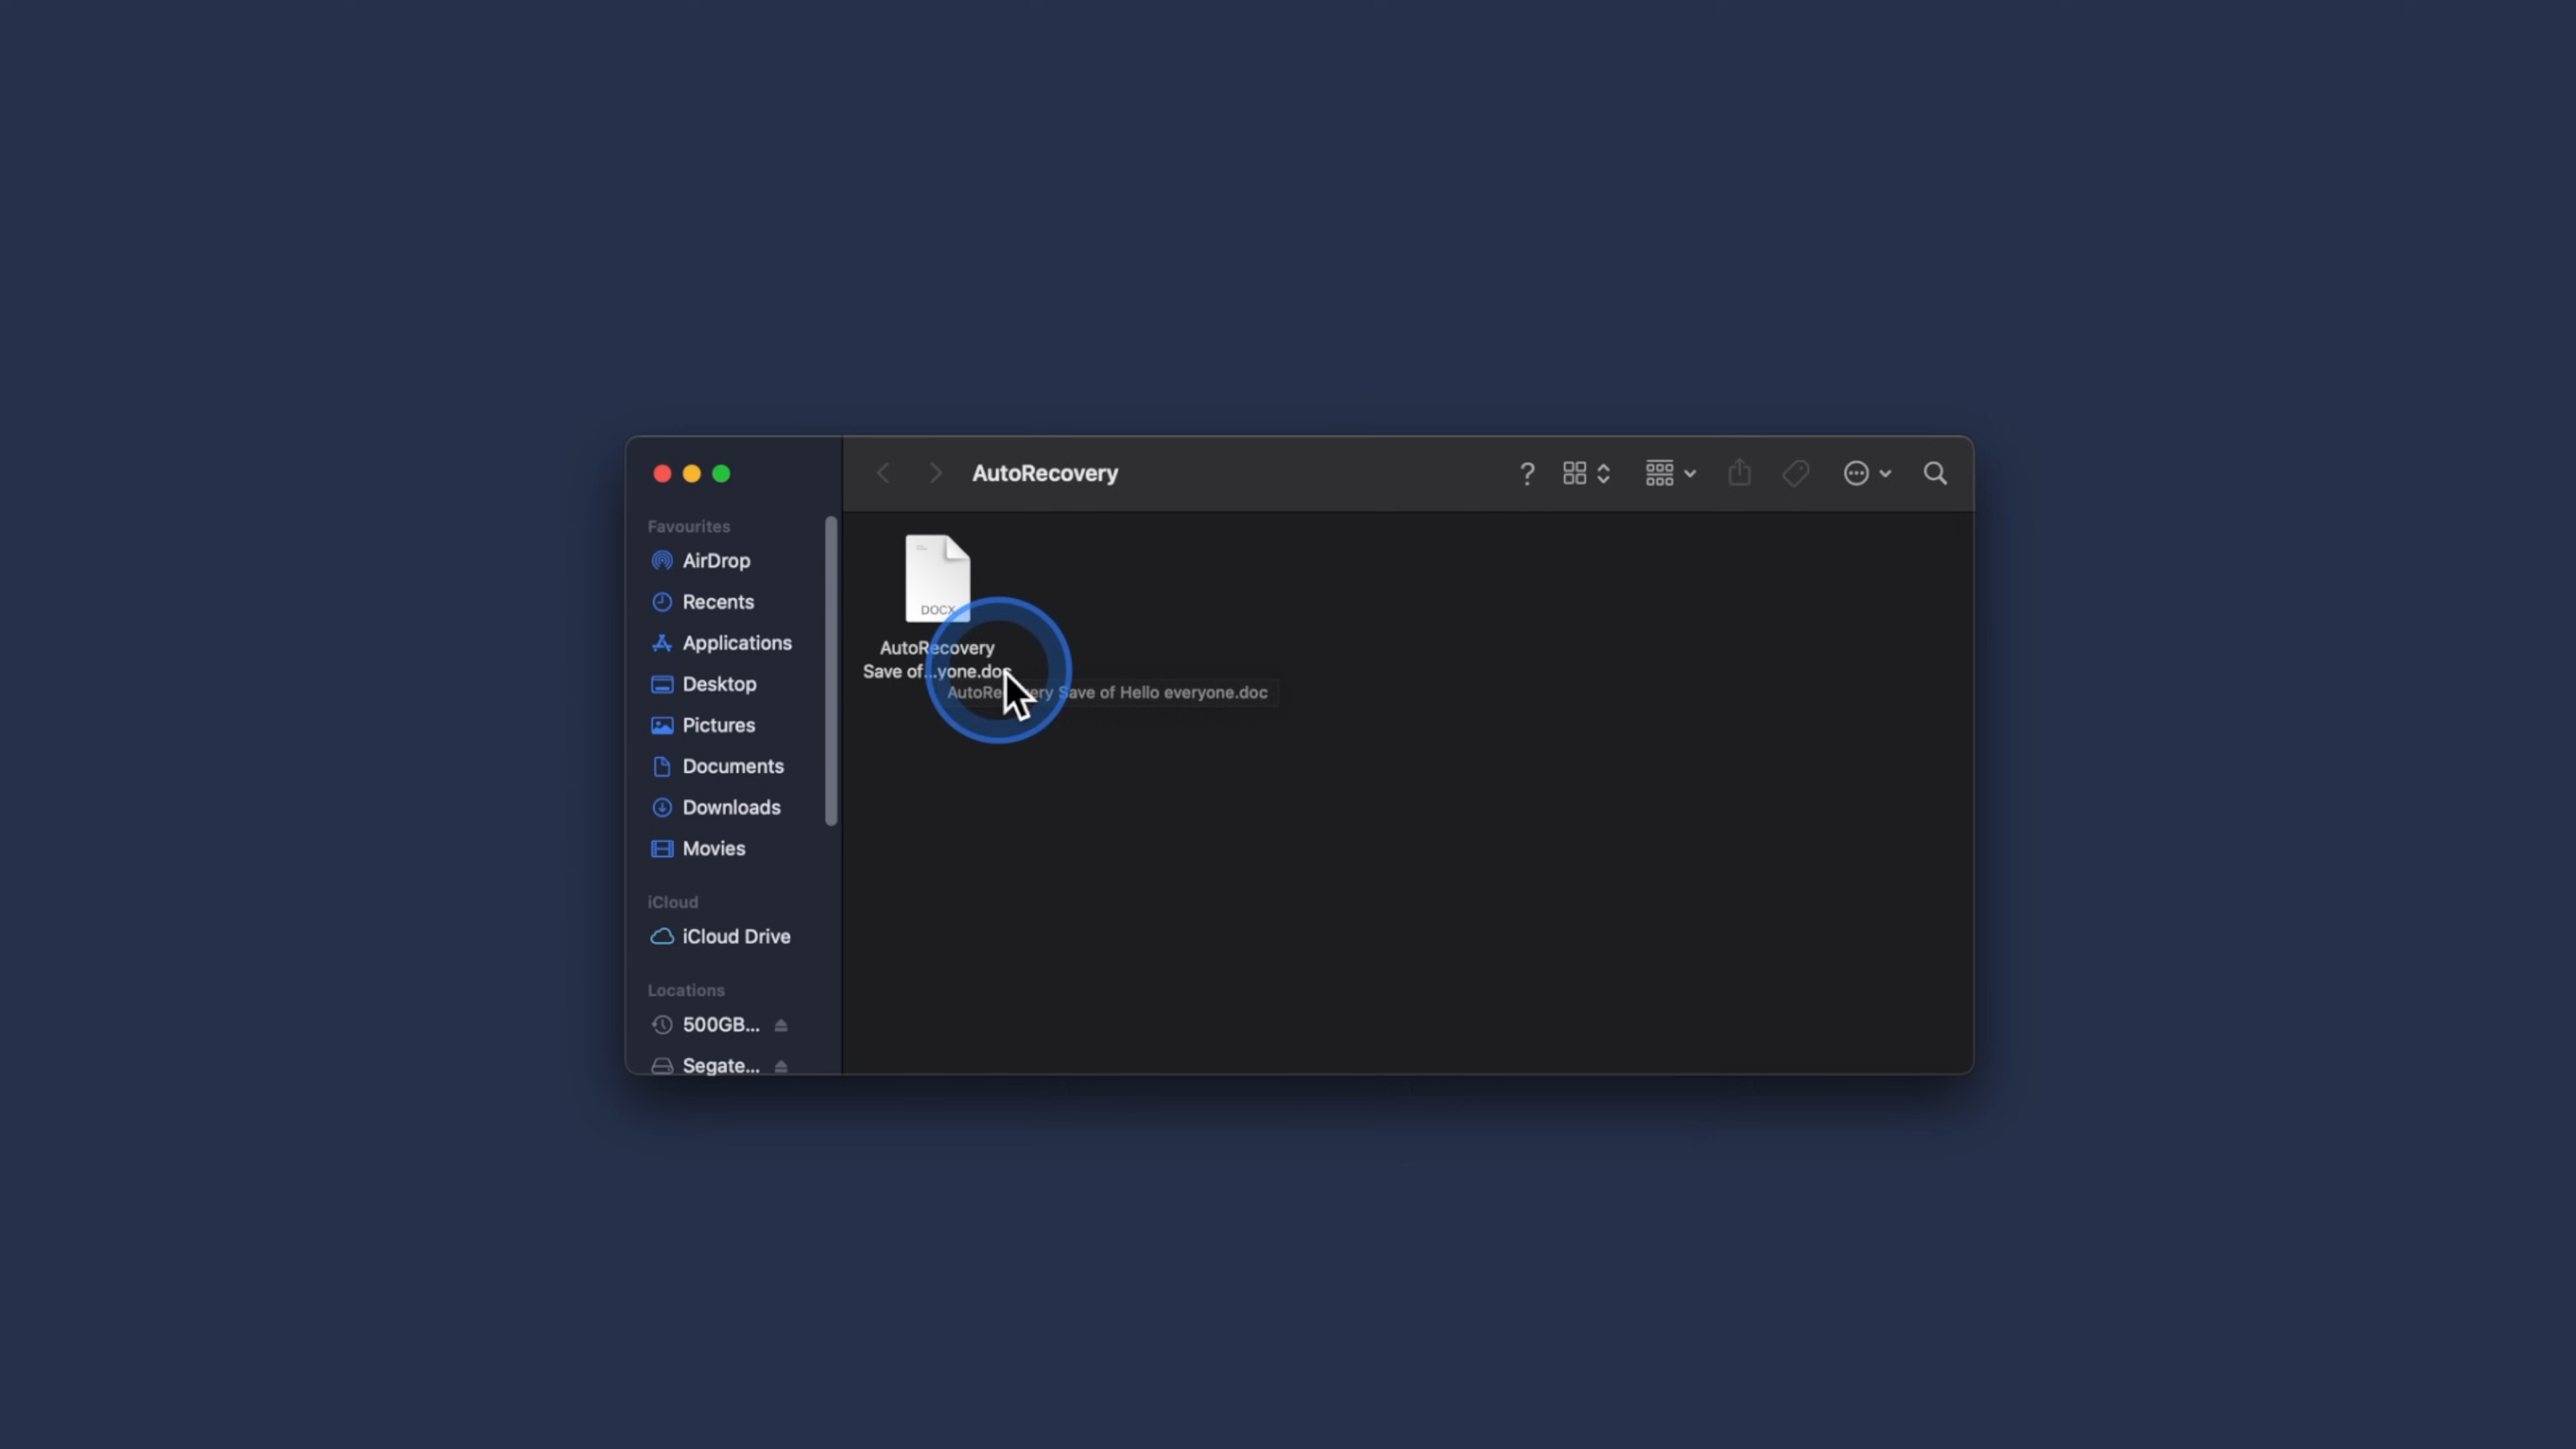 AutoRecovery
Favourites
AirDrop
Recents
Applications
Desktop
Pictures
Documents
Downloads
Movies
iCloud
iCloud Drive
Locations
500GB...
Segate...
DOCX
AutoRecovery
Save of...yone.doc
AutoRecovery Save of Hello everyone.doc